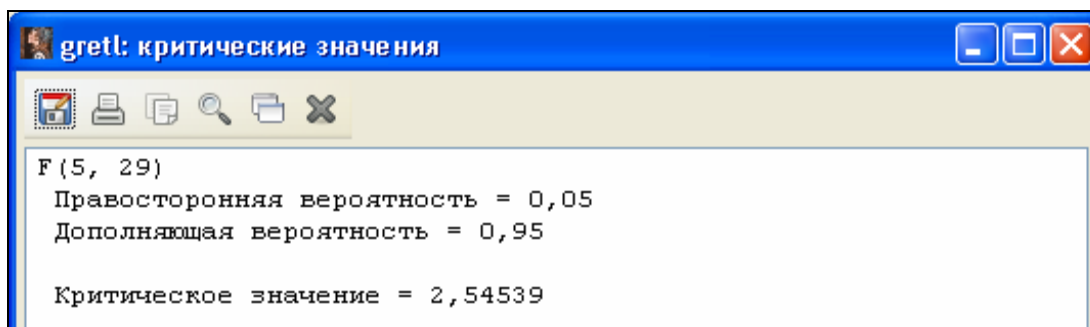 gretl: критические значения
F(5, 29)
Правосторонняя вероятность = 0,05
Дополняющая вероятность = 0,95
Критическое значение = 2,54539